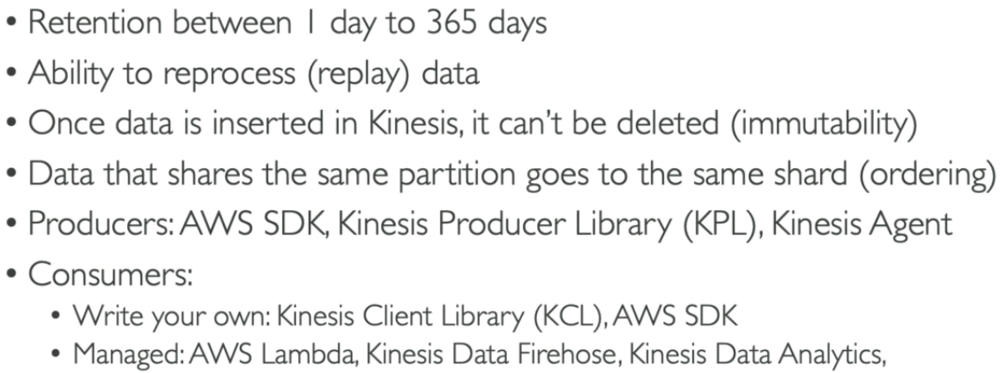 • Retention between 1 day to 365 days
• Ability to reprocess (replay) data
• Once data is inserted in Kinesis, it can’t be deleted (immutability)
• Data that shares the same partition goes to the same shard (ordering)
• Producers: AWS SDK, Kinesis Producer Library (KPL), Kinesis Agent
• Consumers:
• Write your own: Kinesis Client Library (KCL), AWS SDK
• Managed: AWS Lambda, Kinesis Data Firehose, Kinesis Data Analytics,